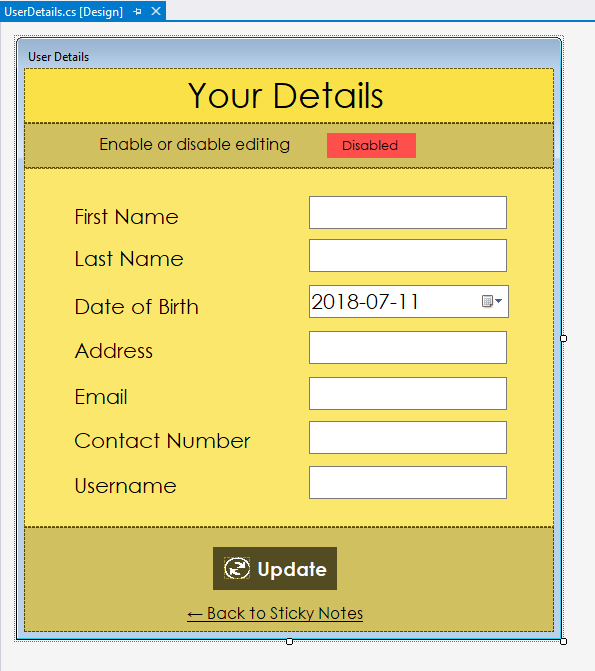 UserDetails.cs [Design]
User Details
Your Details
Enable or disable editing Disabled
First Name
Last Name
Date of Birth 2018-07-11
Address
Email
Contact Number
Username
Update
← Back to Sticky Notes